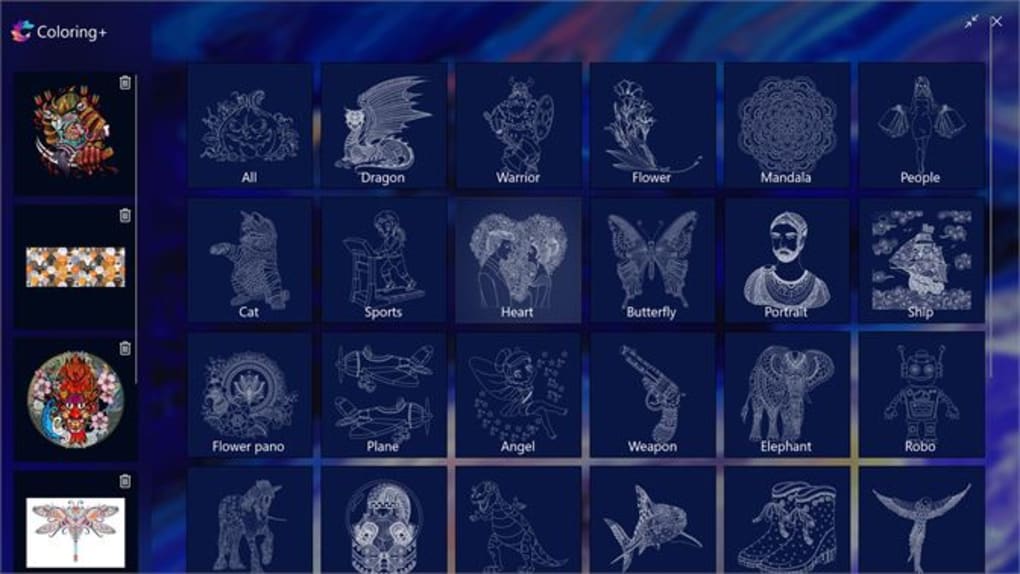 Coloring+
All
Dragon
Warrior
Flower
Mandala
People
Cat
Sports
Heart
Butterfly
Portrait
Ship
Flower pano
Plane
Angel
Weapon
Elephant
Robo